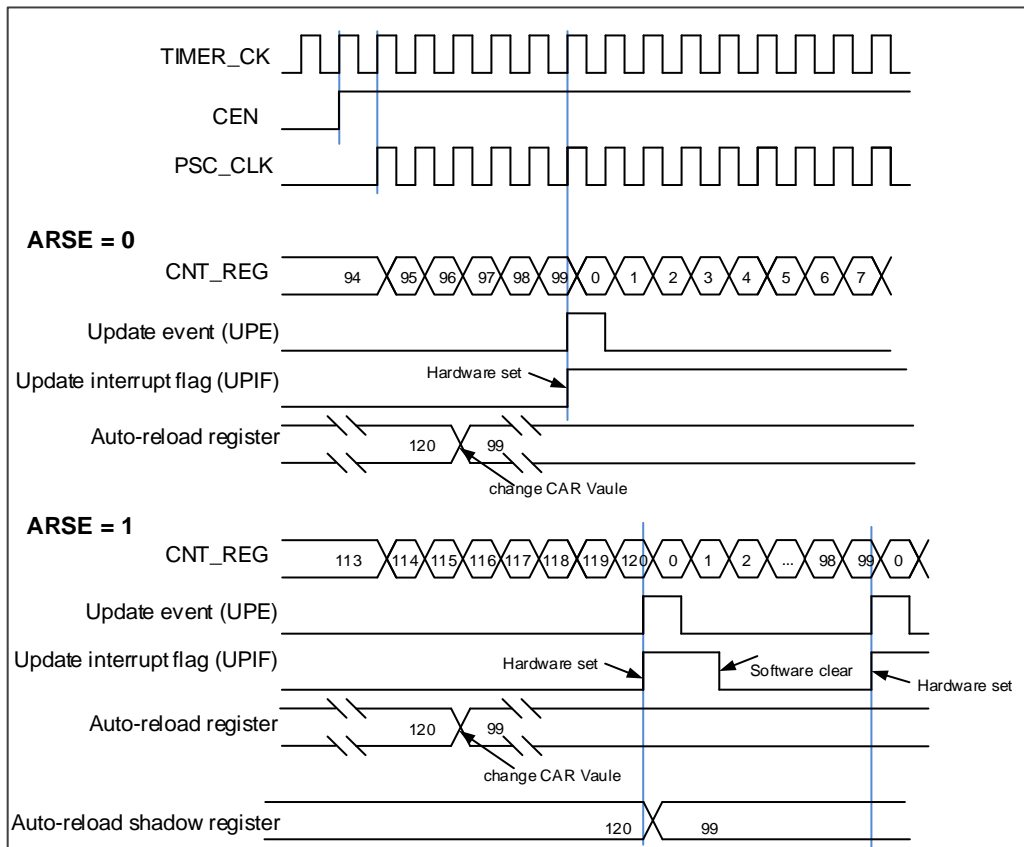 TIMER_CK
CEN
PSC_CLK
ARSE = 0
CNT_REG 94 95 96 97 98 99 0 1 2 3 4 5 6 7
Update event (UPE)
Update interrupt flag (UPIF) Hardware set
Auto-reload register 120 99
change CAR Vaule
ARSE = 1
CNT_REG 113 114 115 116 117 118 119 120 0 1 2 ... 98 99 0
Update event (UPE)
Update interrupt flag (UPIF) Hardware set Software clear Hardware set
Auto-reload register 120 99
change CAR Vaule
Auto-reload shadow register 120 99